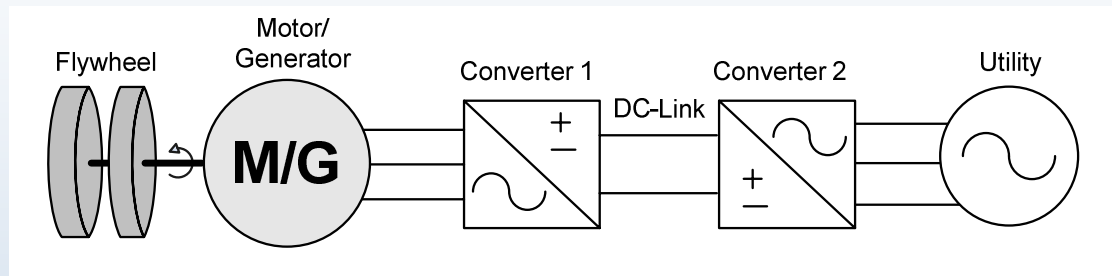 Flywheel
Motor/
Generator
M/G
Converter 1
+
−
DC-Link
Converter 2
+
−
Utility